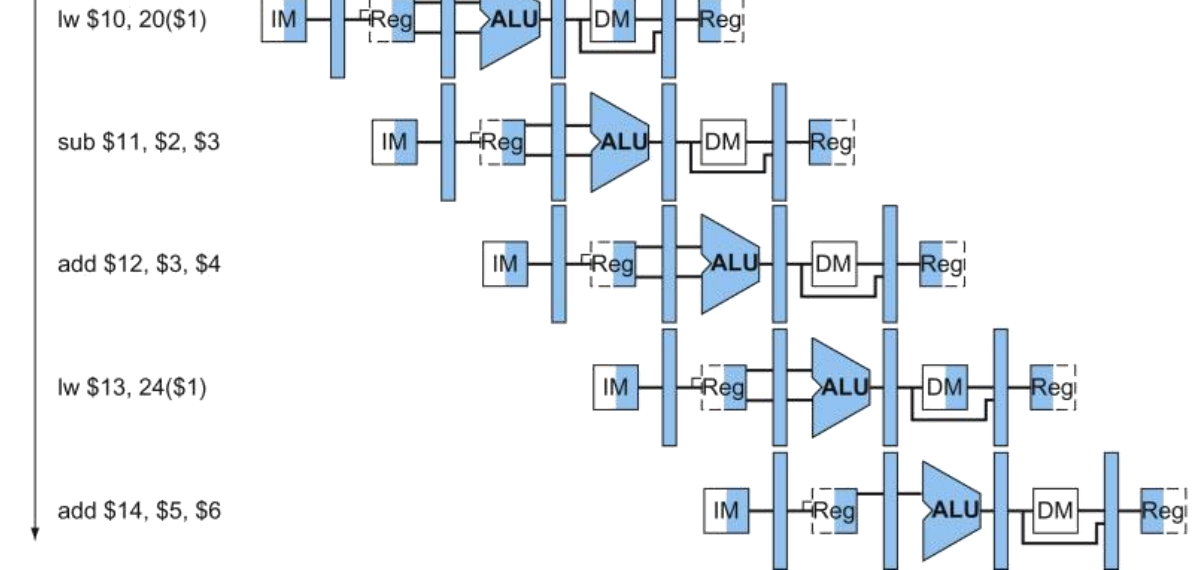 lw $10, 20($1) IM Reg ALU DM Reg
sub $11, $2, $3 IM Reg ALU DM Reg
add $12, $3, $4 IM Reg ALU DM Reg
lw $13, 24($1) IM Reg ALU DM Reg
add $14, $5, $6 IM Reg ALU DM Reg